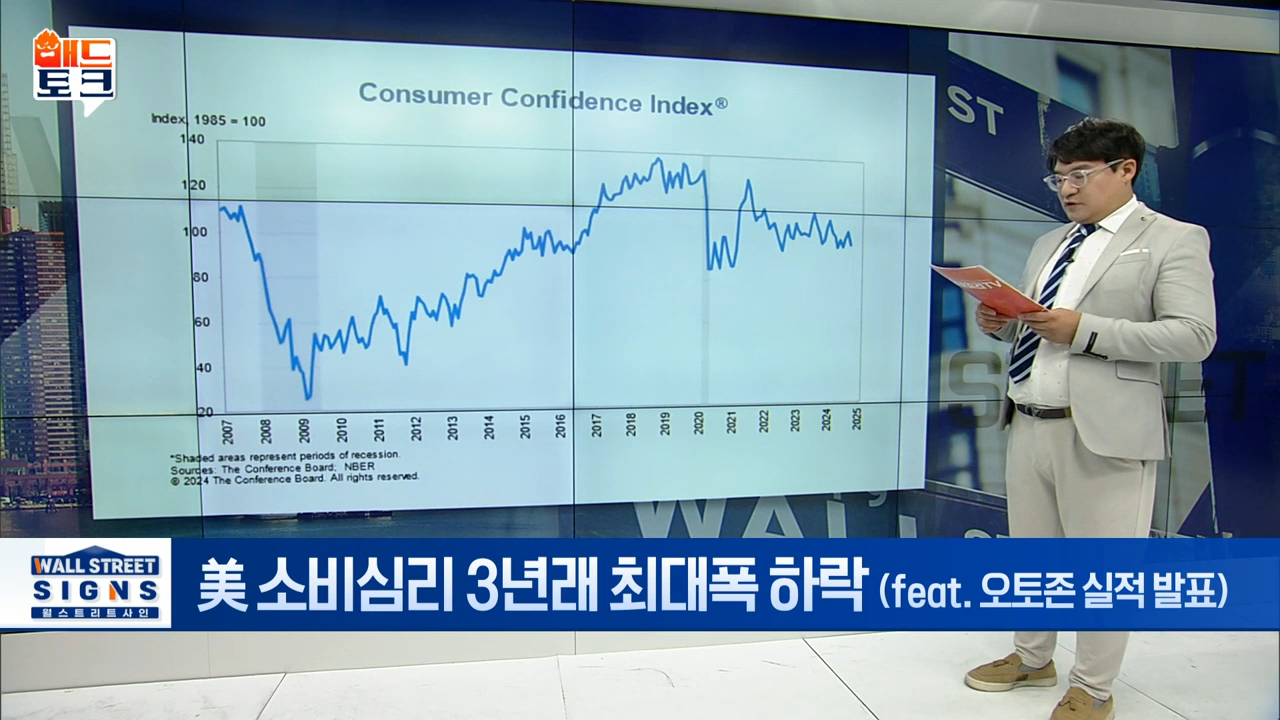 매드
토크
ST
Consumer Confidence Index®
Index, 1985 = 100
140
120
100
80
60
40
20
2007 2008 2009 2010 2011 2012 2013 2014 2015 2016 2017 2018 2019 2020 2021 2022 2023 2024 2025
*Shaded areas represent periods of recession.
Sources: The Conference Board; NBER
© 2024 The Conference Board. All rights reserved.
WALL ST
WALL STREET
SIGNS
월스트리트사인
美 소비심리 3년래 최대폭 하락 (feat. 오토존 실적 발표)